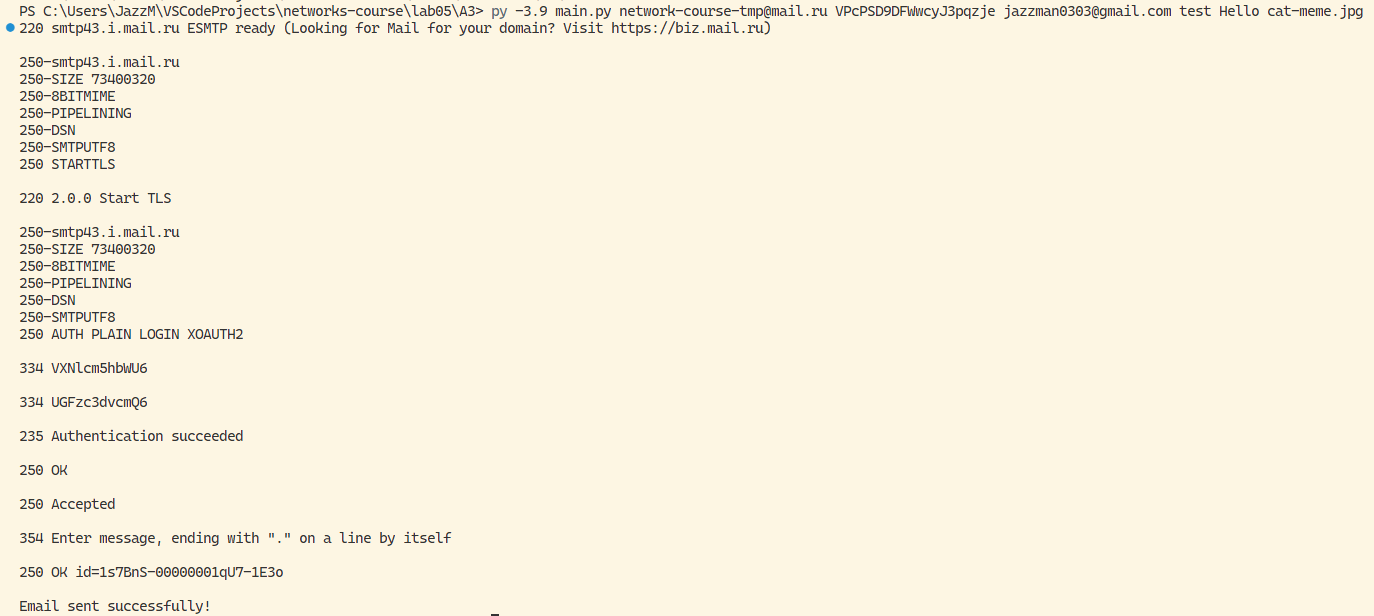 PS C:\Users\JazzM\VSCodeProjects\networks-course\lab05\A3> py -3.9 main.py network-course-tmp@mail.ru VPcPSD9DFWwcyJ3pqzje jazzman0303@gmail.com test Hello cat-meme.jpg
220 smtp43.i.mail.ru ESMTP ready (Looking for Mail for your domain? Visit https://biz.mail.ru)
250-smtp43.i.mail.ru
250-SIZE 73400320
250-8BITMIME
250-PIPELINING
250-DSN
250-SMTPUTF8
250 STARTTLS
220 2.0.0 Start TLS
250-smtp43.i.mail.ru
250-SIZE 73400320
250-8BITMIME
250-PIPELINING
250-DSN
250-SMTPUTF8
250 AUTH PLAIN LOGIN XOAUTH2
334 VXNlcm5hbWU6
334 UGFzc3dvcmQ6
235 Authentication succeeded
250 OK
250 Accepted
354 Enter message, ending with "." on a line by itself
250 OK id=1s7BnS-00000001qU7-1E3o
Email sent successfully!